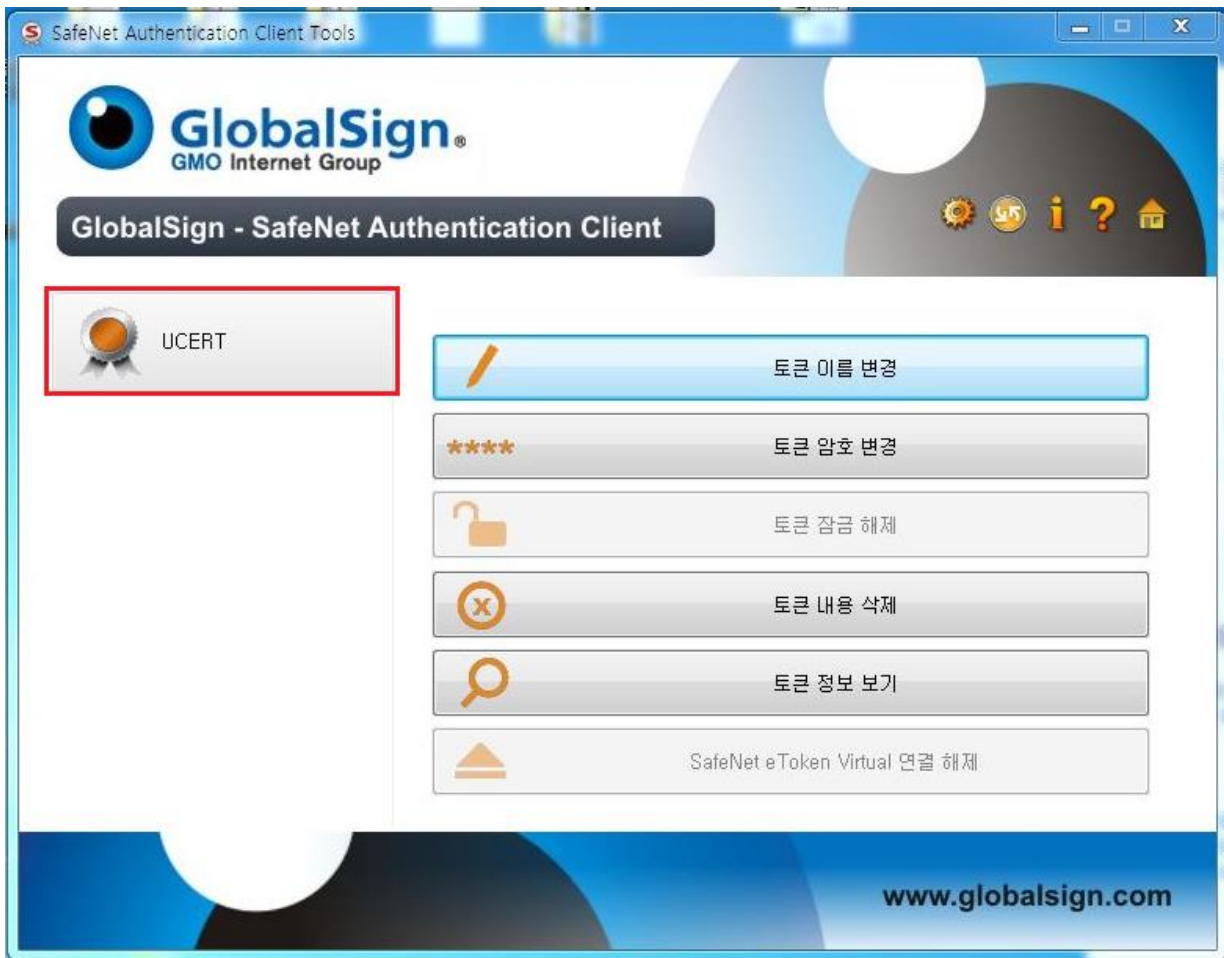 SafeNet Authentication Client Tools
GlobalSign®
GMO Internet Group
GlobalSign - SafeNet Authentication Client
UCERT
토큰 이름 변경
**** 토큰 암호 변경
토큰 잠금 해제
토큰 내용 삭제
토큰 정보 보기
SafeNet eToken Virtual 연결 해제
www.globalsign.com